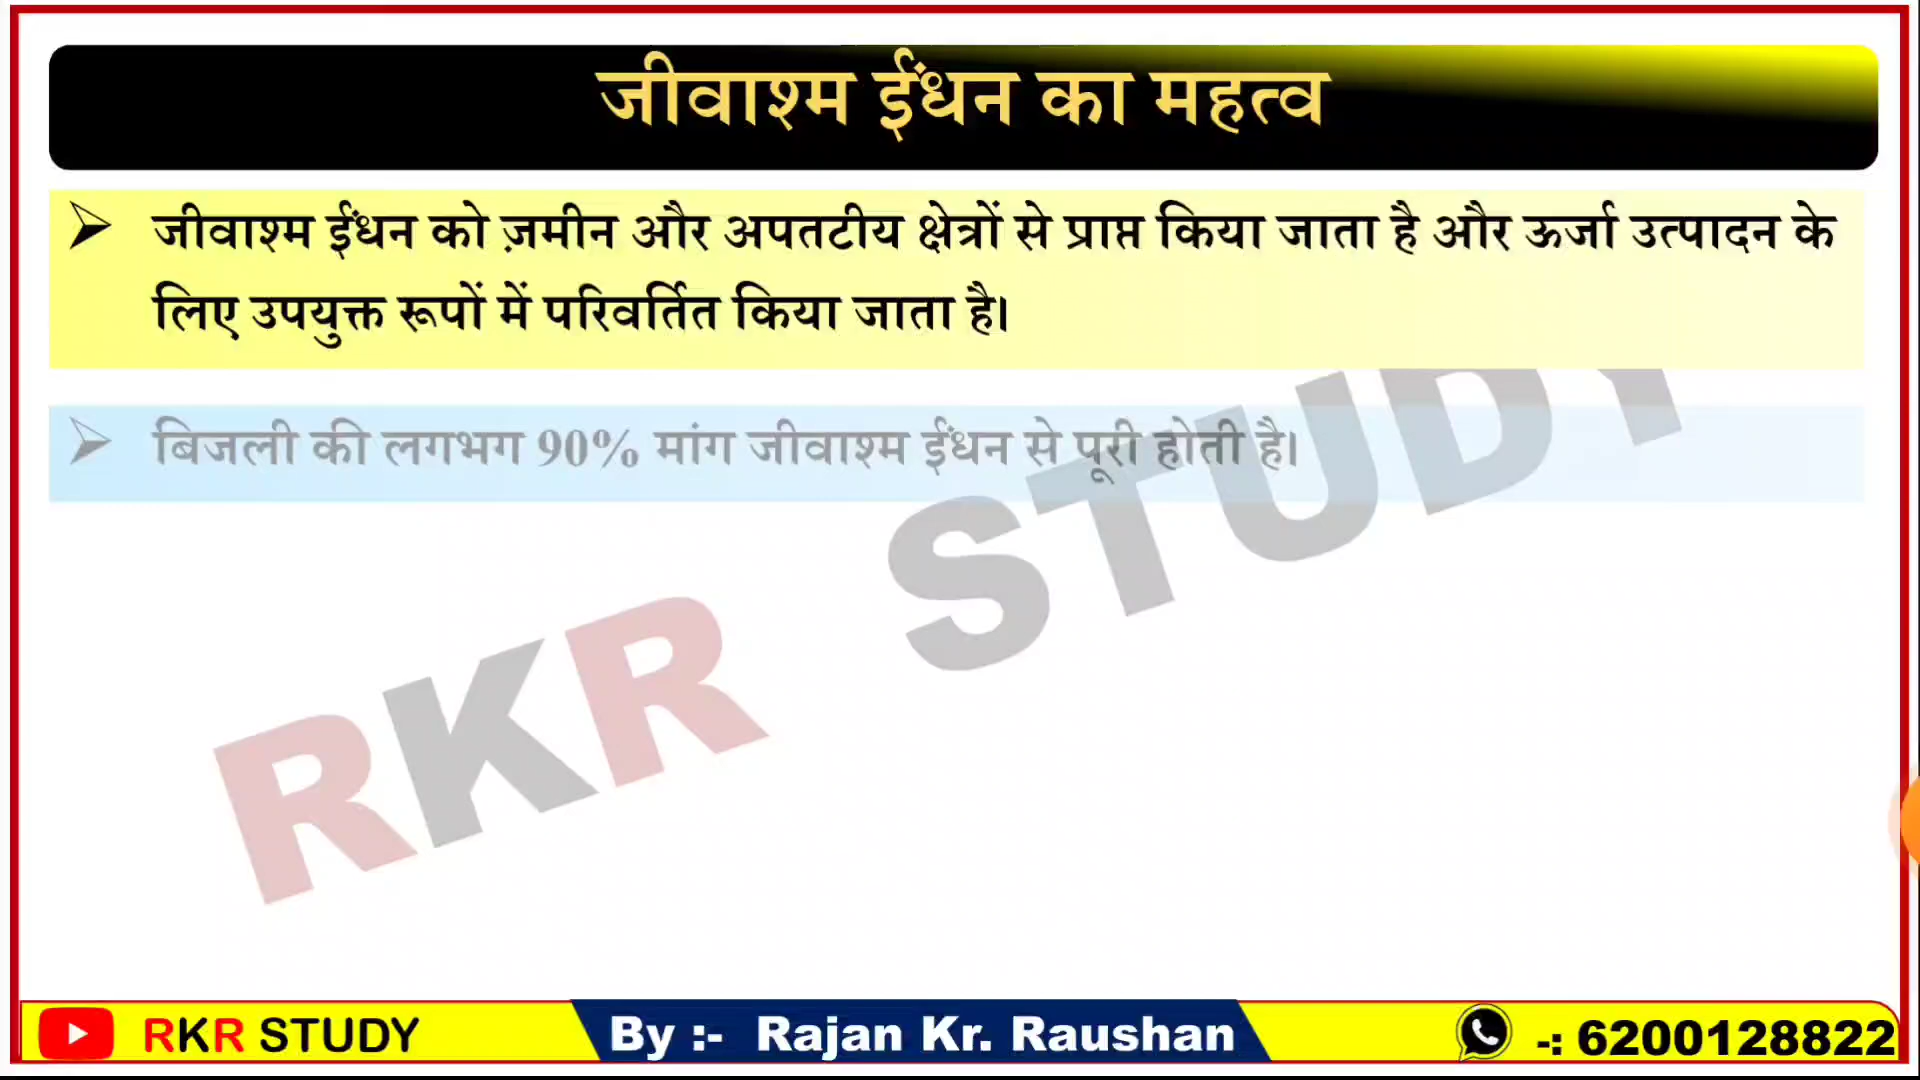 जीवाश्म ईंधन का महत्व
➢ जीवाश्म ईंधन को ज़मीन और अपतटीय क्षेत्रों से प्राप्त किया जाता है और ऊर्जा उत्पादन के
लिए उपयुक्त रूपों में परिवर्तित किया जाता है।
➢ बिजली की लगभग 90% मांग जीवाश्म ईंधन से पूरी होती है।
RKR STUDY
RKR STUDY
By :- Rajan Kr. Raushan
-: 6200128822